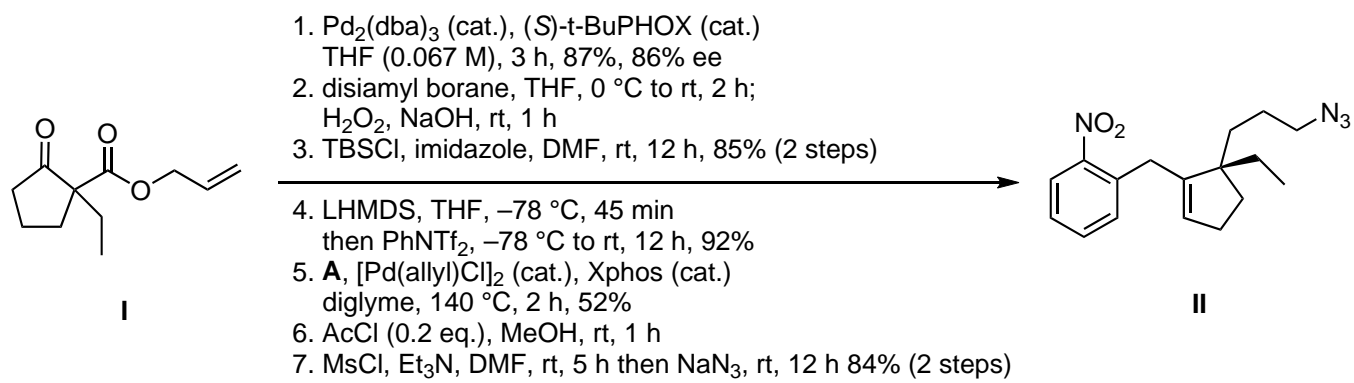 1. Pd2(dba)3 (cat.), (S)-t-BuPHOX (cat.)
THF (0.067 M), 3 h, 87%, 86% ee
2. disiamyl borane, THF, 0 °C to rt, 2 h;
H2O2, NaOH, rt, 1 h
3. TBSCl, imidazole, DMF, rt, 12 h, 85% (2 steps)
4. LHMDS, THF, –78 °C, 45 min
then PhNTf2, –78 °C to rt, 12 h, 92%
5. A, [Pd(allyl)Cl]2 (cat.), Xphos (cat.)
diglyme, 140 °C, 2 h, 52%
6. AcCl (0.2 eq.), MeOH, rt, 1 h
7. MsCl, Et3N, DMF, rt, 5 h then NaN3, rt, 12 h 84% (2 steps)
O
O
O
I
N3
NO2
II